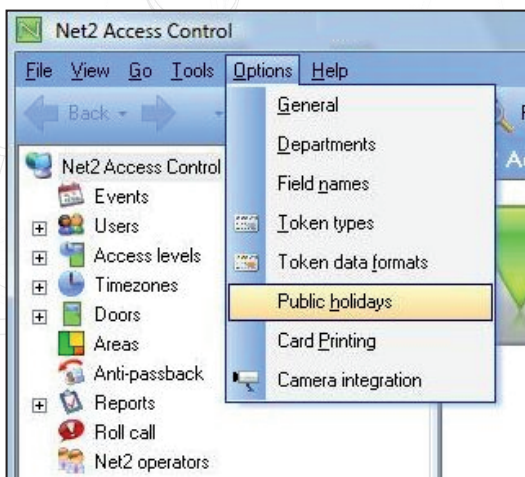 Net2 Access Control
File View Go Tools Options Help
Back
General
Departments
Field names
Token types
Token data formats
Public holidays
Card Printing
Camera integration
Net2 Access Control
Events
Users
Access levels
Timezones
Doors
Areas
Anti-passback
Reports
Roll call
Net2 operators